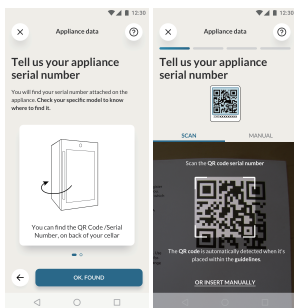 12:30
Appliance data
Tell us your appliance
serial number
You will find your serial number attached on the
appliance. Check your specific model to know
where to find it.
You can find the QR Code /Serial
Number, on back of your cellar
OK, FOUND
12:30
Appliance data
Tell us your appliance
serial number
SCAN
MANUAL
Scan the QR code serial number
The QR code is automatically detected when it's
placed within the guidelines.
OR INSERT MANUALLY